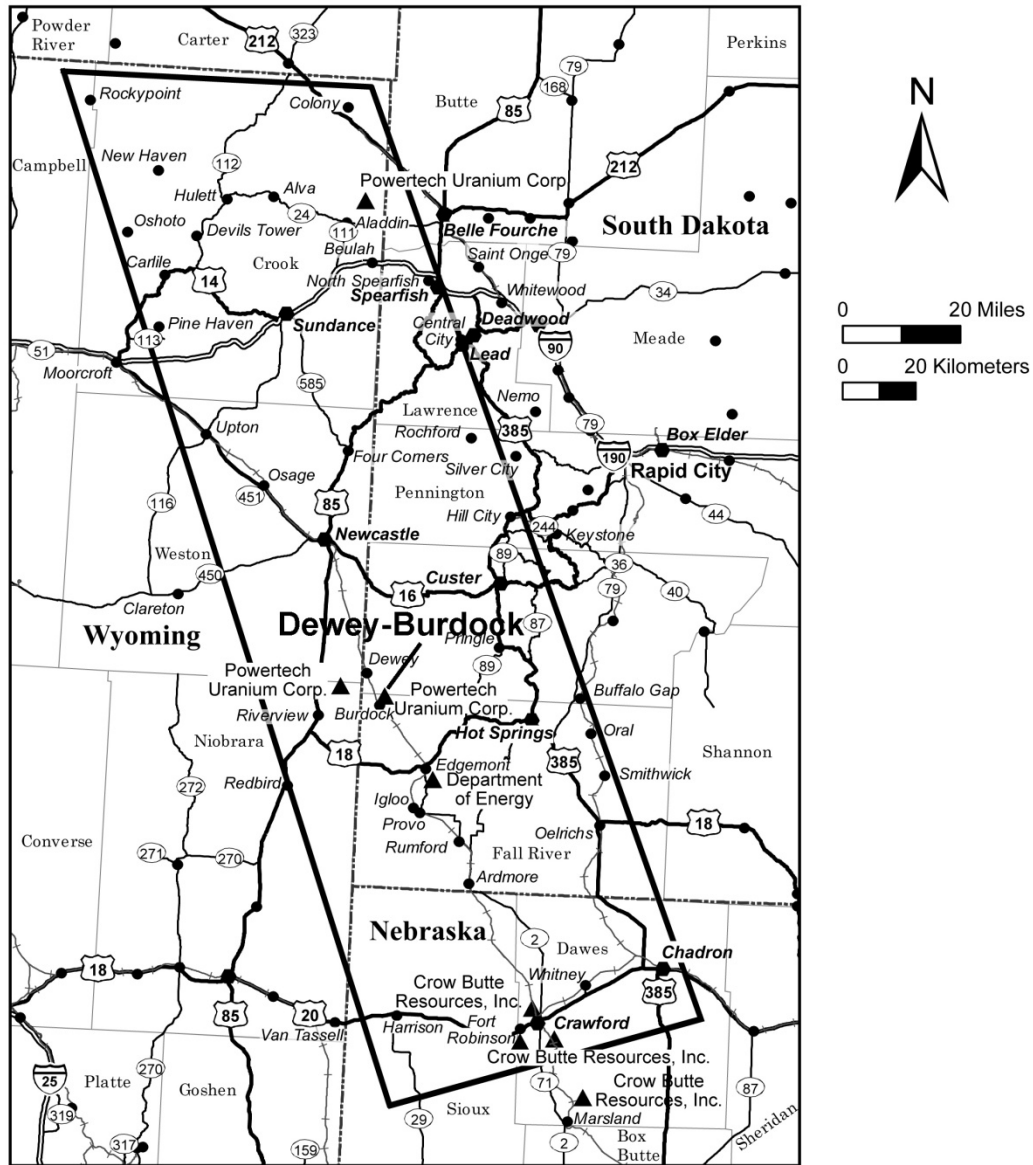 Powder
River
Carter
323
212
Perkins
79
Rockypoint
Colony
Butte
168
85
N
212
Campbell
New Haven
112
Powertech Uranium Corp
Hulett
Alva
24
Aladdin
111
Belle Fourche
South Dakota
Oshoto
Devils Tower
Beulah
Saint Onge
79
Carlile
Crook
North Spearfish
14
Spearfish
Whitewood
34
0 20 Miles
Pine Haven
Sundance
Central
City
Deadwood
113
51
Lead
90
Meade
0 20 Kilometers
Moorcroft
585
Nemo
Lawrence
385
79
Upton
Rochford
Box Elder
Four Corners
Silver City
190
Rapid City
Osage
451
85
Pennington
116
Hill City
244
44
Newcastle
Keystone
Weston
89
36
450
Custer
79
40
16
Clareton
87
Wyoming
Dewey-Burdock
Pringle
89
Dewey
Powertech
Uranium Corp.
Powertech
Uranium Corp.
Buffalo Gap
Riverview
Burdock
Hot Springs
Oral
Niobrara
18
385
Shannon
Edgemont
Smithwick
272
Redbird
Department
of Energy
Igloo
Provo
Oelrichs
18
Converse
Rumford
271
270
Fall River
Ardmore
Nebraska
2
Dawes
18
Whitney
Chadron
Crow Butte
Resources, Inc.
385
85
20
Fort
Robinson
Crawford
Van Tassell
Harrison
Crow Butte Resources, Inc.
25
270
71
Crow Butte
Resources, Inc.
87
Platte
Goshen
319
Sioux
29
Marsland
317
159
2
Box
Butte
Sheridan